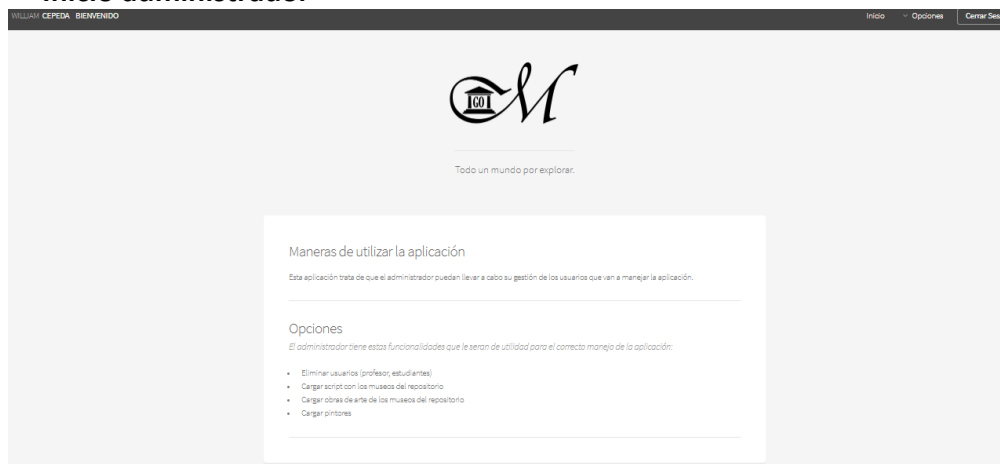 Inicio administrador
WILLIAM CEPEDA BIENVENIDO
Inicio
Opciones
Cerrar Ses
GO M
Todo un mundo por explorar.
Maneras de utilizar la aplicación
Esta aplicación trata de que el administrador puedan llevar a cabo su gestión de los usuarios que van a manejar la aplicación.
Opciones
El administrador tiene estas funcionalidades que le seran de utilidad para el correcto manejo de la aplicación:
• Eliminar usuarios (profesor, estudiantes)
• Cargar script con los museos del repositorio
• Cargar obras de arte de los museos del repositorio.
• Cargar pintores